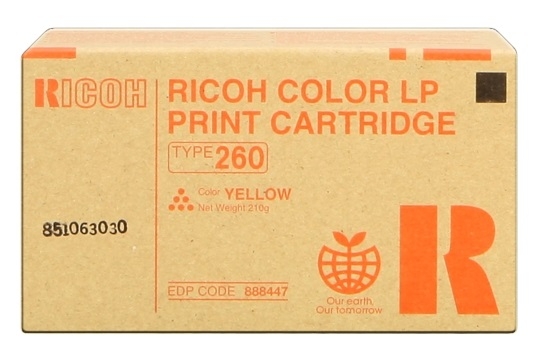 RICOH
RICOH COLOR LP
PRINT CARTRIDGE
TYPE 260
Color YELLOW
Net Weight 210g
851063030
EDP CODE 888447
Our earth,
Our tomorrow
R